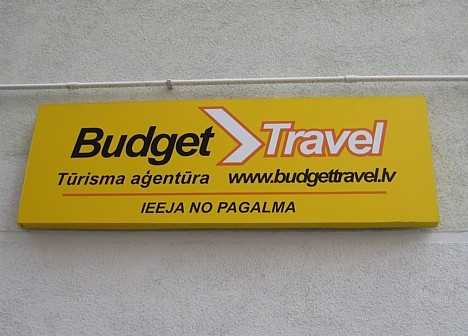 Budget Travel
Tūrisma aģentūra www.budgettravel.lv
IEEJA NO PAGALMA